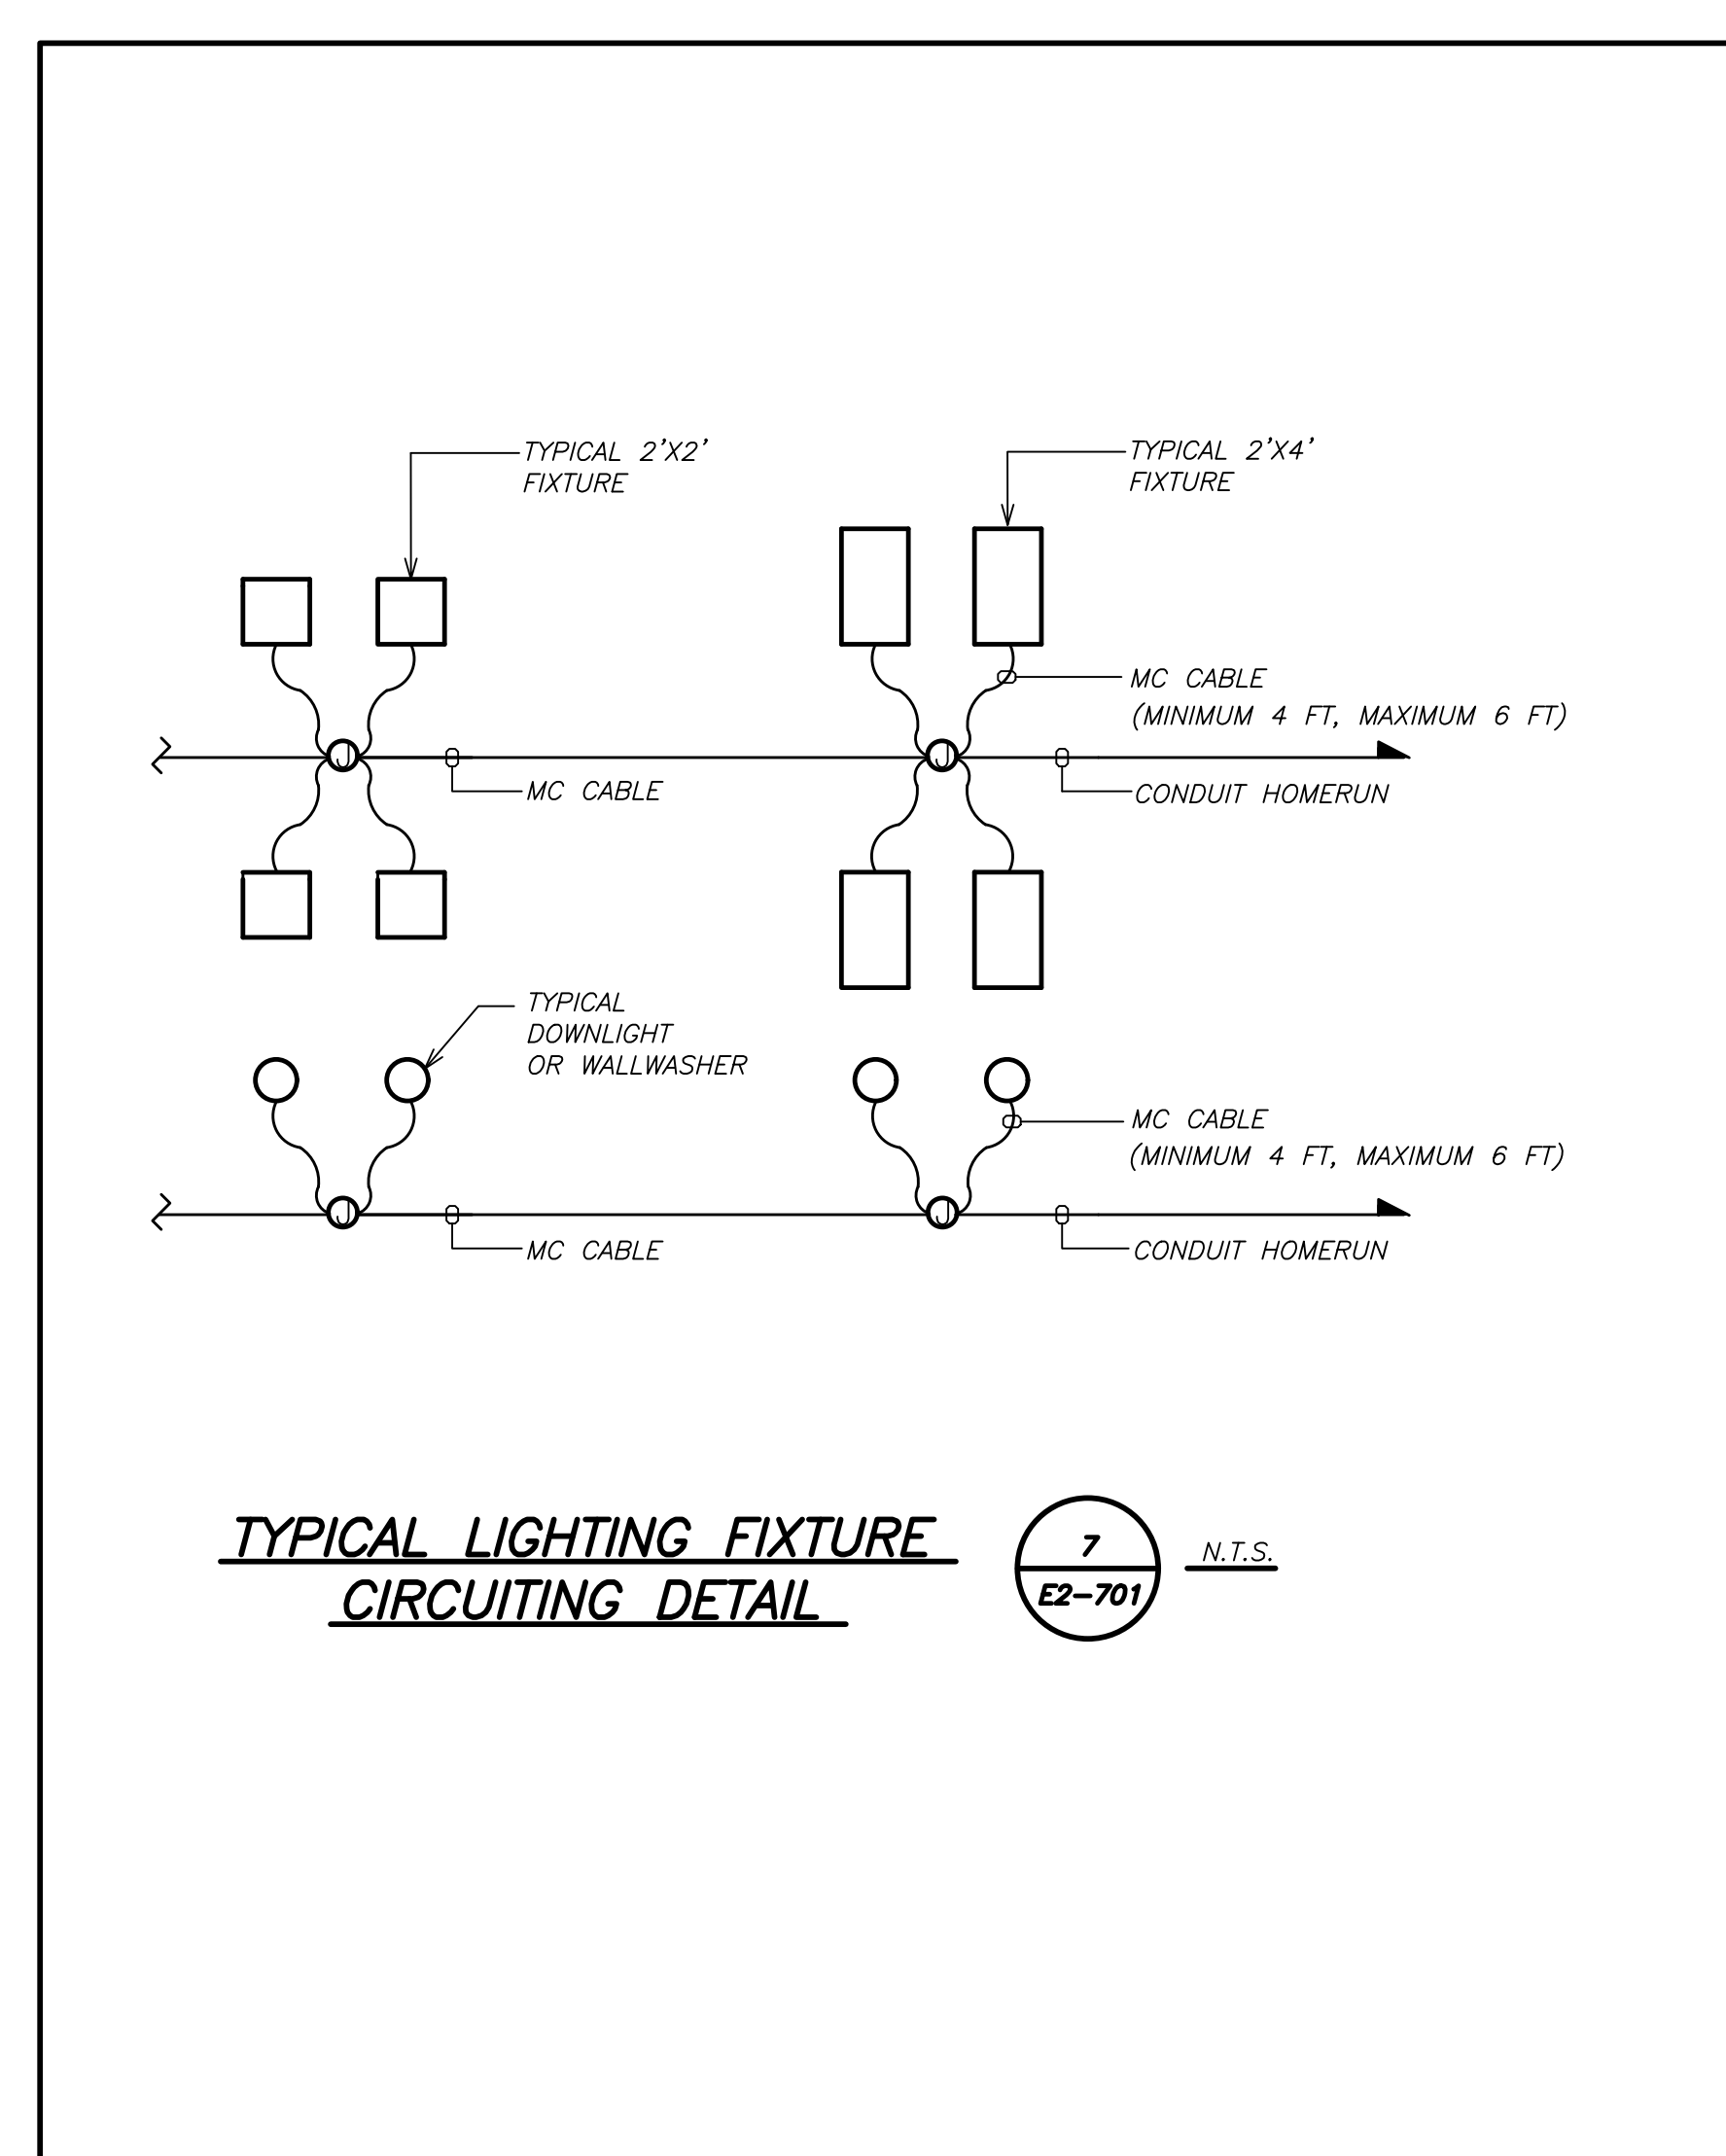 TYPICAL 2'X2'
FIXTURE
TYPICAL 2'X4'
FIXTURE
MC CABLE
(MINIMUM 4 FT, MAXIMUM 6 FT)
J
J
MC CABLE
CONDUIT HOMERUN
TYPICAL
DOWNLIGHT
OR WALLWASHER
MC CABLE
(MINIMUM 4 FT, MAXIMUM 6 FT)
J
J
MC CABLE
CONDUIT HOMERUN
TYPICAL LIGHTING FIXTURE
CIRCUITING DETAIL
7
E2-701
N.T.S.